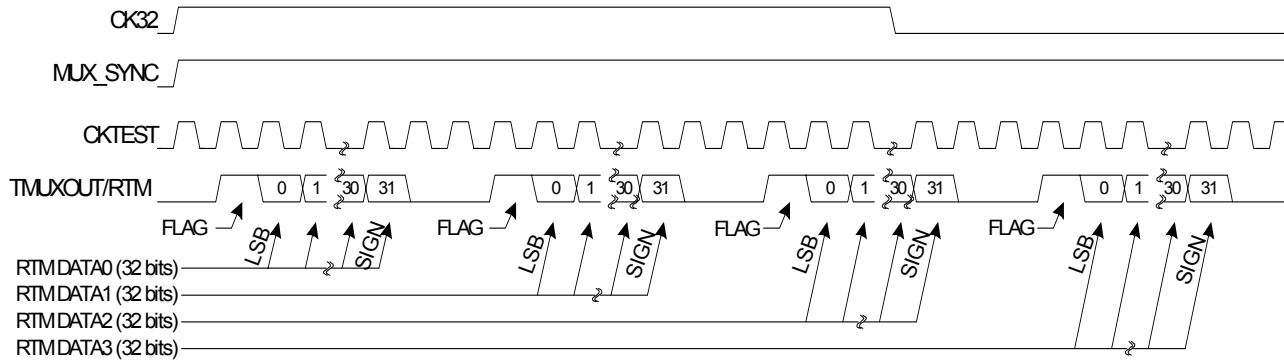 CK32
MUX_SYNC
CKTEST
TMUXOUT/RTM
0 1 30 31 0 1 30 31 0 1 30 31 0 1 30 31
FLAG FLAG FLAG FLAG
LSB SIGN LSB SIGN LSB SIGN LSB SIGN
RTM DATA0 (32 bits)
RTM DATA1 (32 bits)
RTM DATA2 (32 bits)
RTM DATA3 (32 bits)